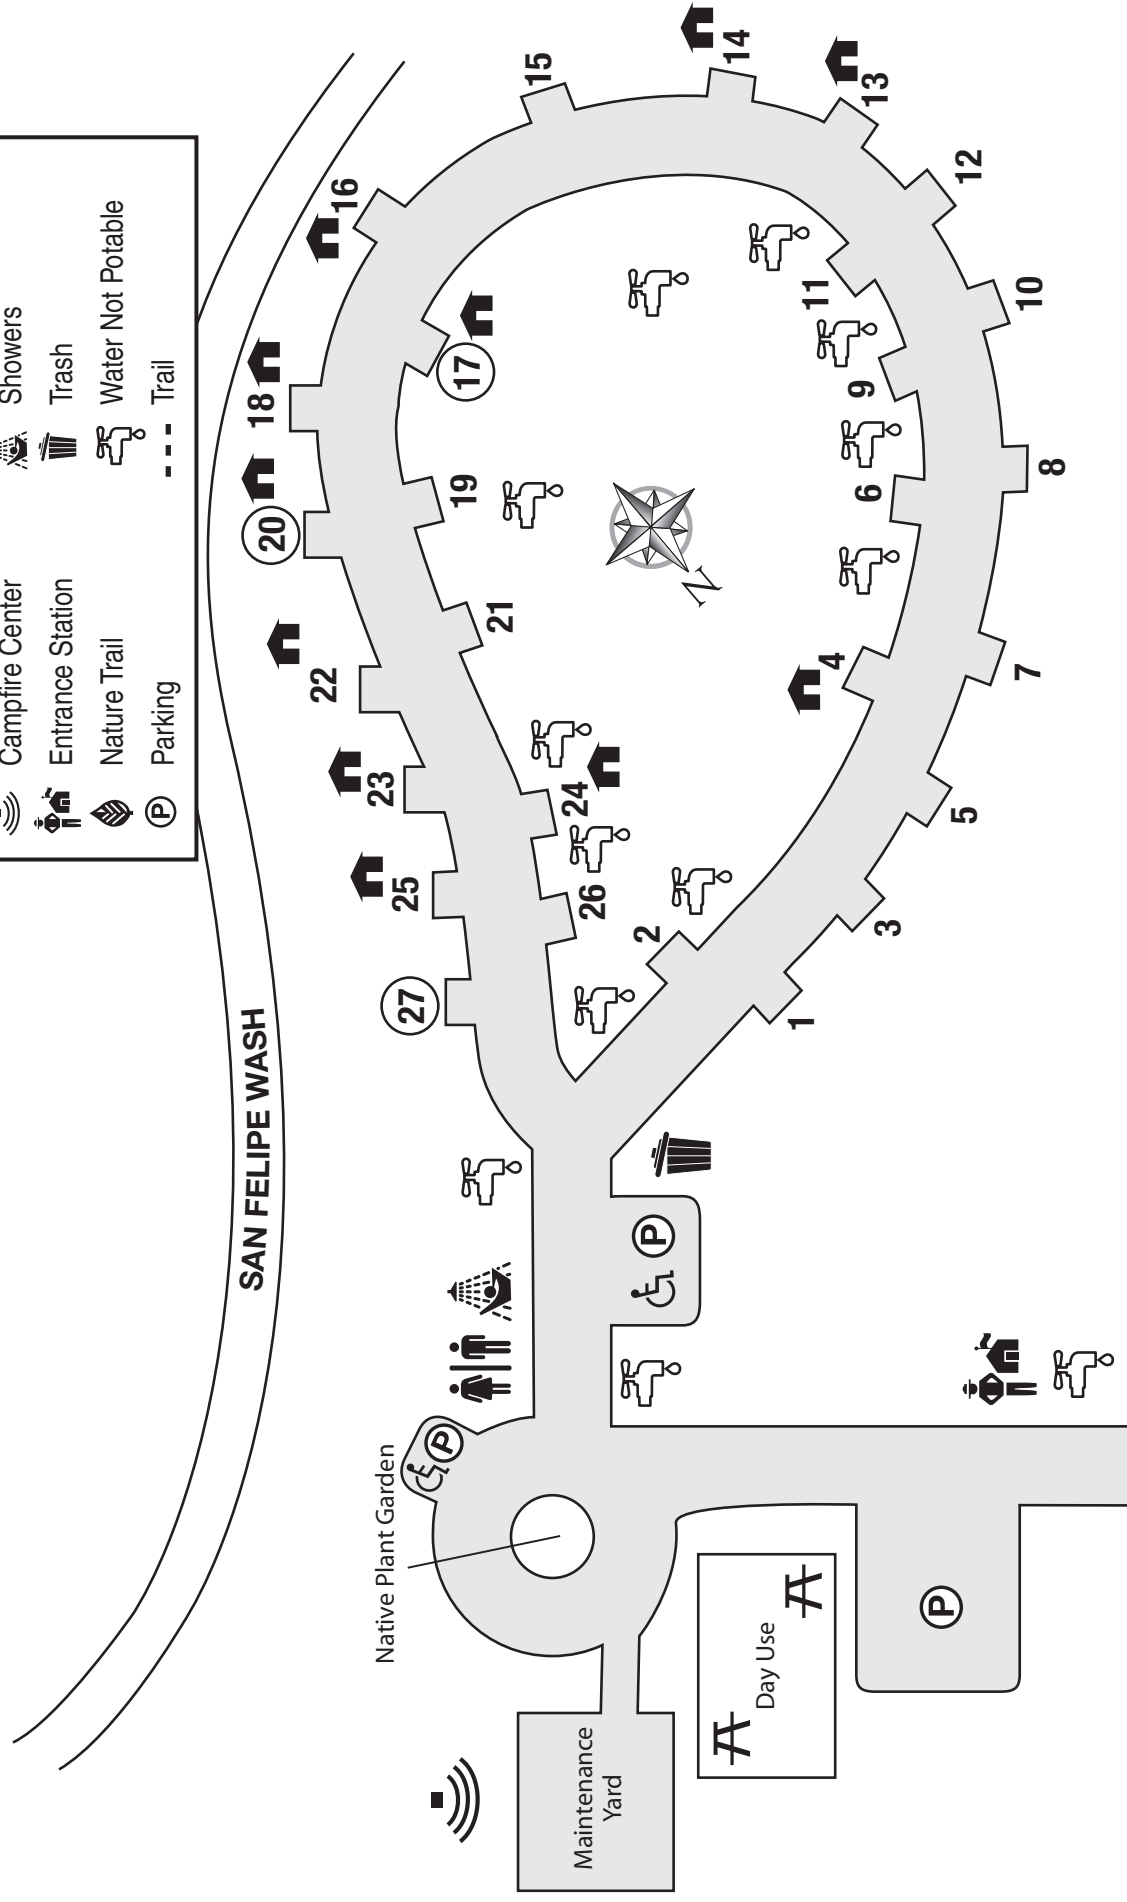 Campfire Center
Entrance Station
Nature Trail
P Parking
Showers
Trash
Water Not Potable
Trail
SAN FELIPE WASH
Native Plant Garden
P
P
P
Maintenance
Yard
Day Use
N
1
2
3
4
5
6
7
8
9
10
11
12
13
14
15
16
17
18
19
20
21
22
23
24
25
26
27